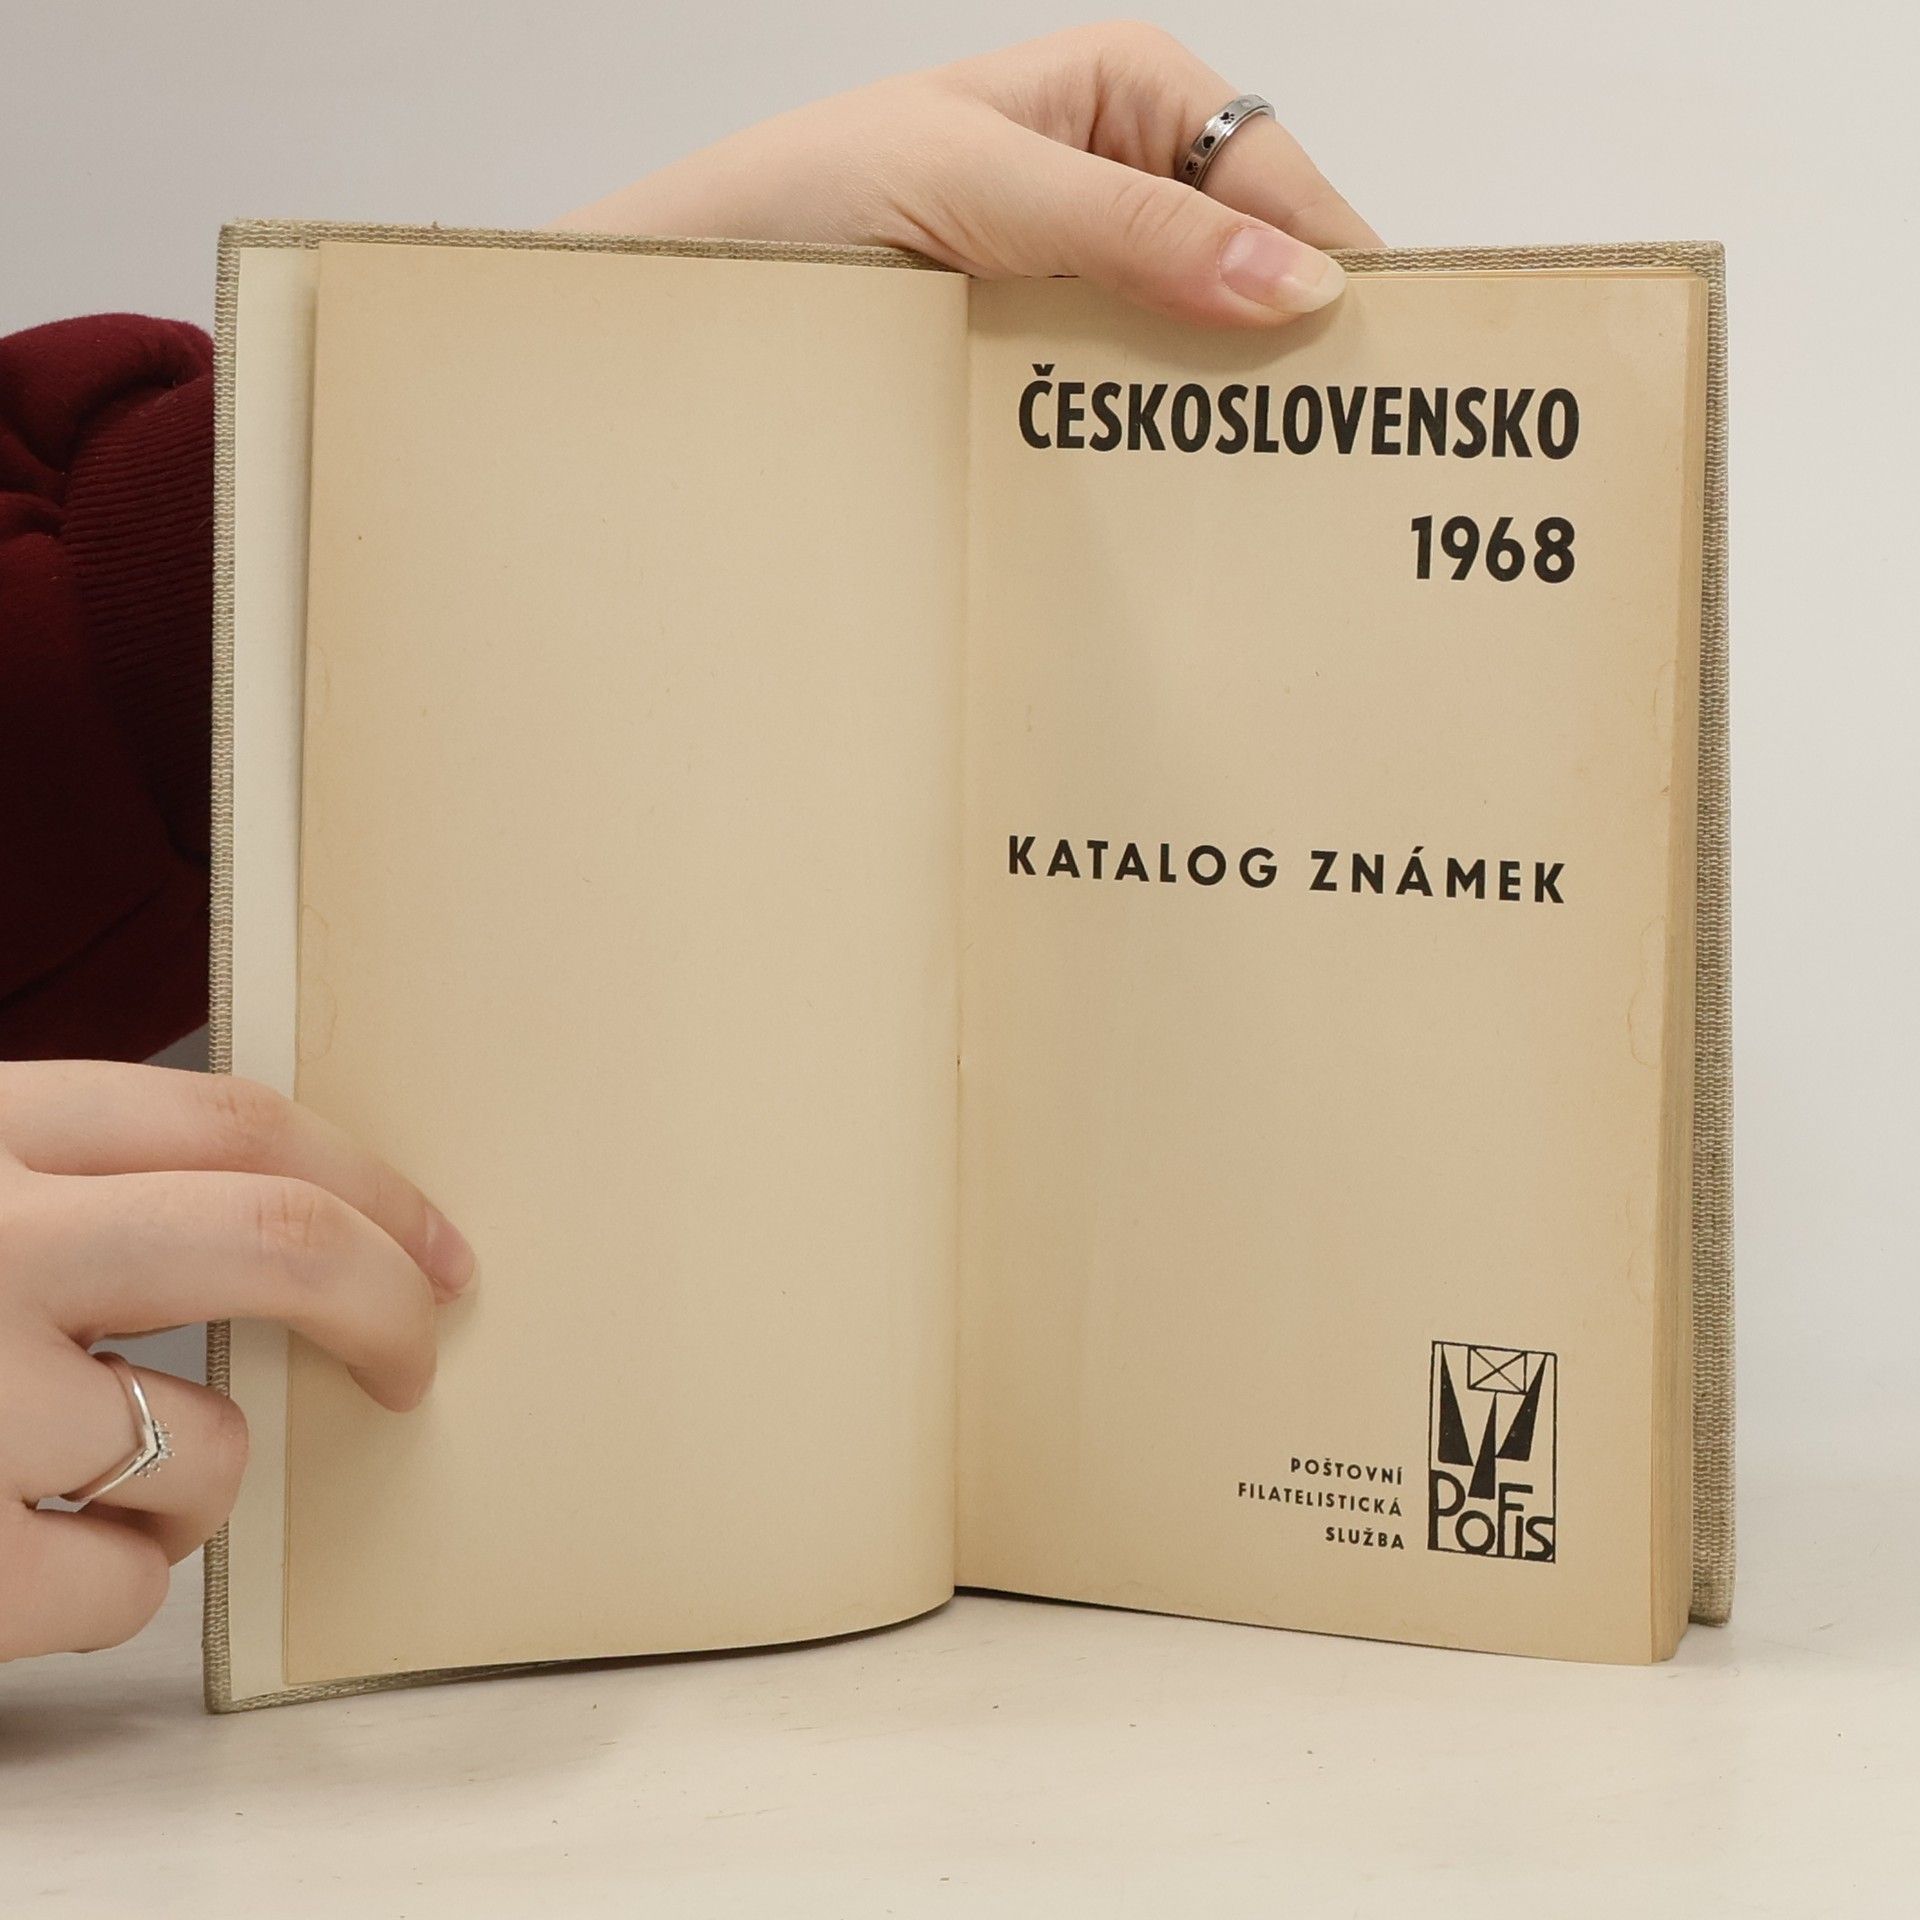 ČESKOSLOVENSKO
1968
KATALOG ZNÁMEK
POŠTOVNÍ
FILATELISTICKÁ
SLUŽBA
POFIS